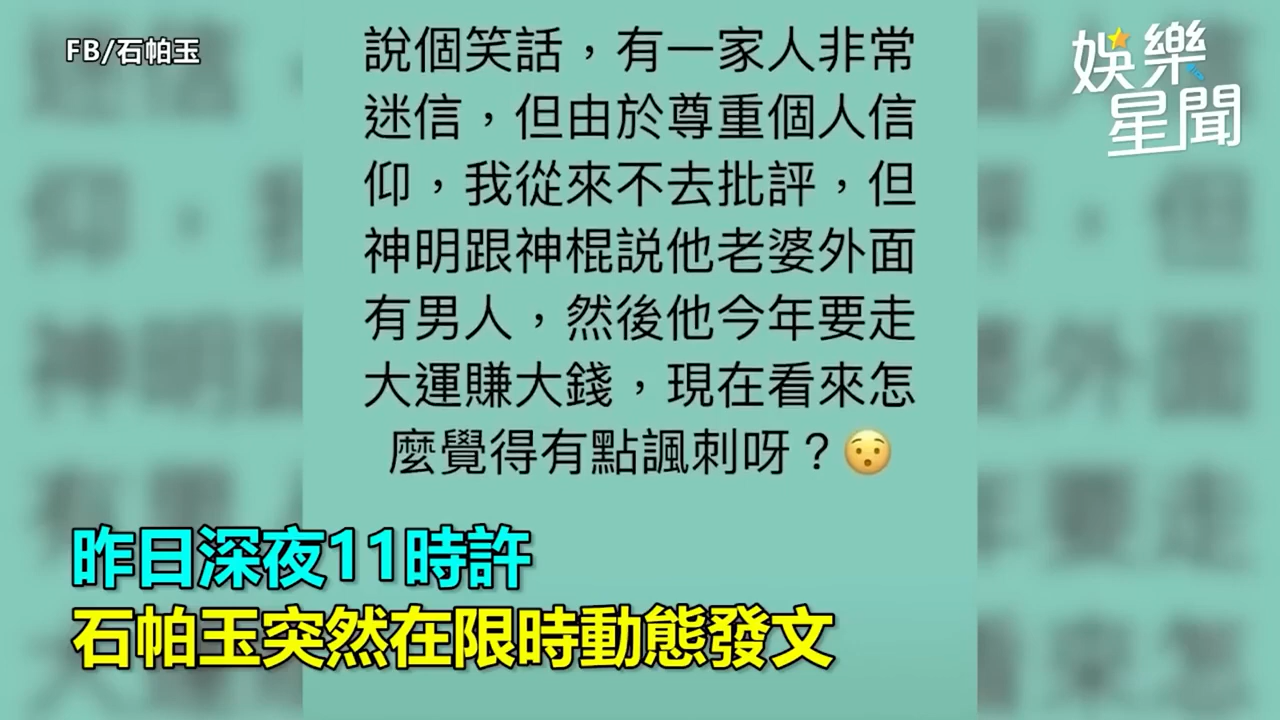 FB/石帕玉
娛樂
星聞
說個笑話，有一家人非常
迷信，但由於尊重個人信
仰，我從來不去批評，但
神明跟神棍説他老婆外面
有男人，然後他今年要走
大運賺大錢，現在看來怎
麼覺得有點諷刺呀？😯
昨日深夜11時許
石帕玉突然在限時動態發文